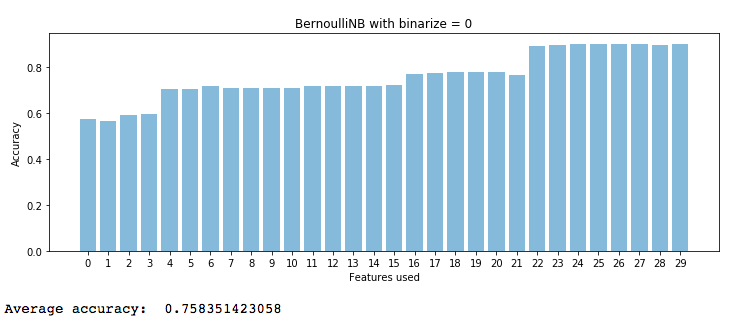 BernoulliNB with binarize = 0
0.8
0.6
0.4
0.2
0.0
Accuracy
0 1 2 3 4 5 6 7 8 9 10 11 12 13 14 15 16 17 18 19 20 21 22 23 24 25 26 27 28 29
Features used
Average accuracy:  0.758351423058